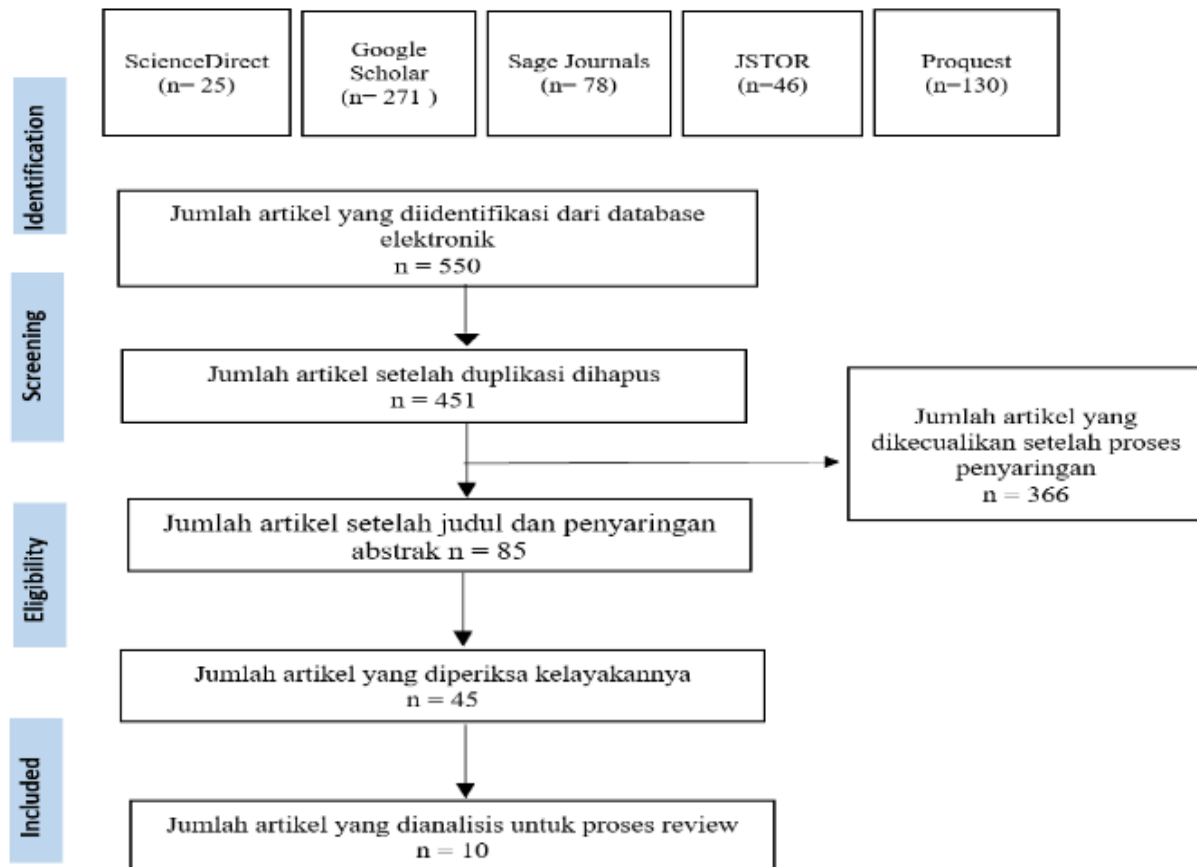 ScienceDirect
(n= 25)
Google
Scholar
(n= 271 )
Sage Journals
(n= 78)
JSTOR
(n=46)
Proquest
(n=130)
Identification
Jumlah artikel yang diidentifikasi dari database
elektronik
n = 550
Screening
Jumlah artikel setelah duplikasi dihapus
n = 451
Jumlah artikel yang
dikecualikan setelah proses
penyaringan
n = 366
Eligibility
Jumlah artikel setelah judul dan penyaringan
abstrak n = 85
Jumlah artikel yang diperiksa kelayakannya
n = 45
Included
Jumlah artikel yang dianalisis untuk proses review
n = 10